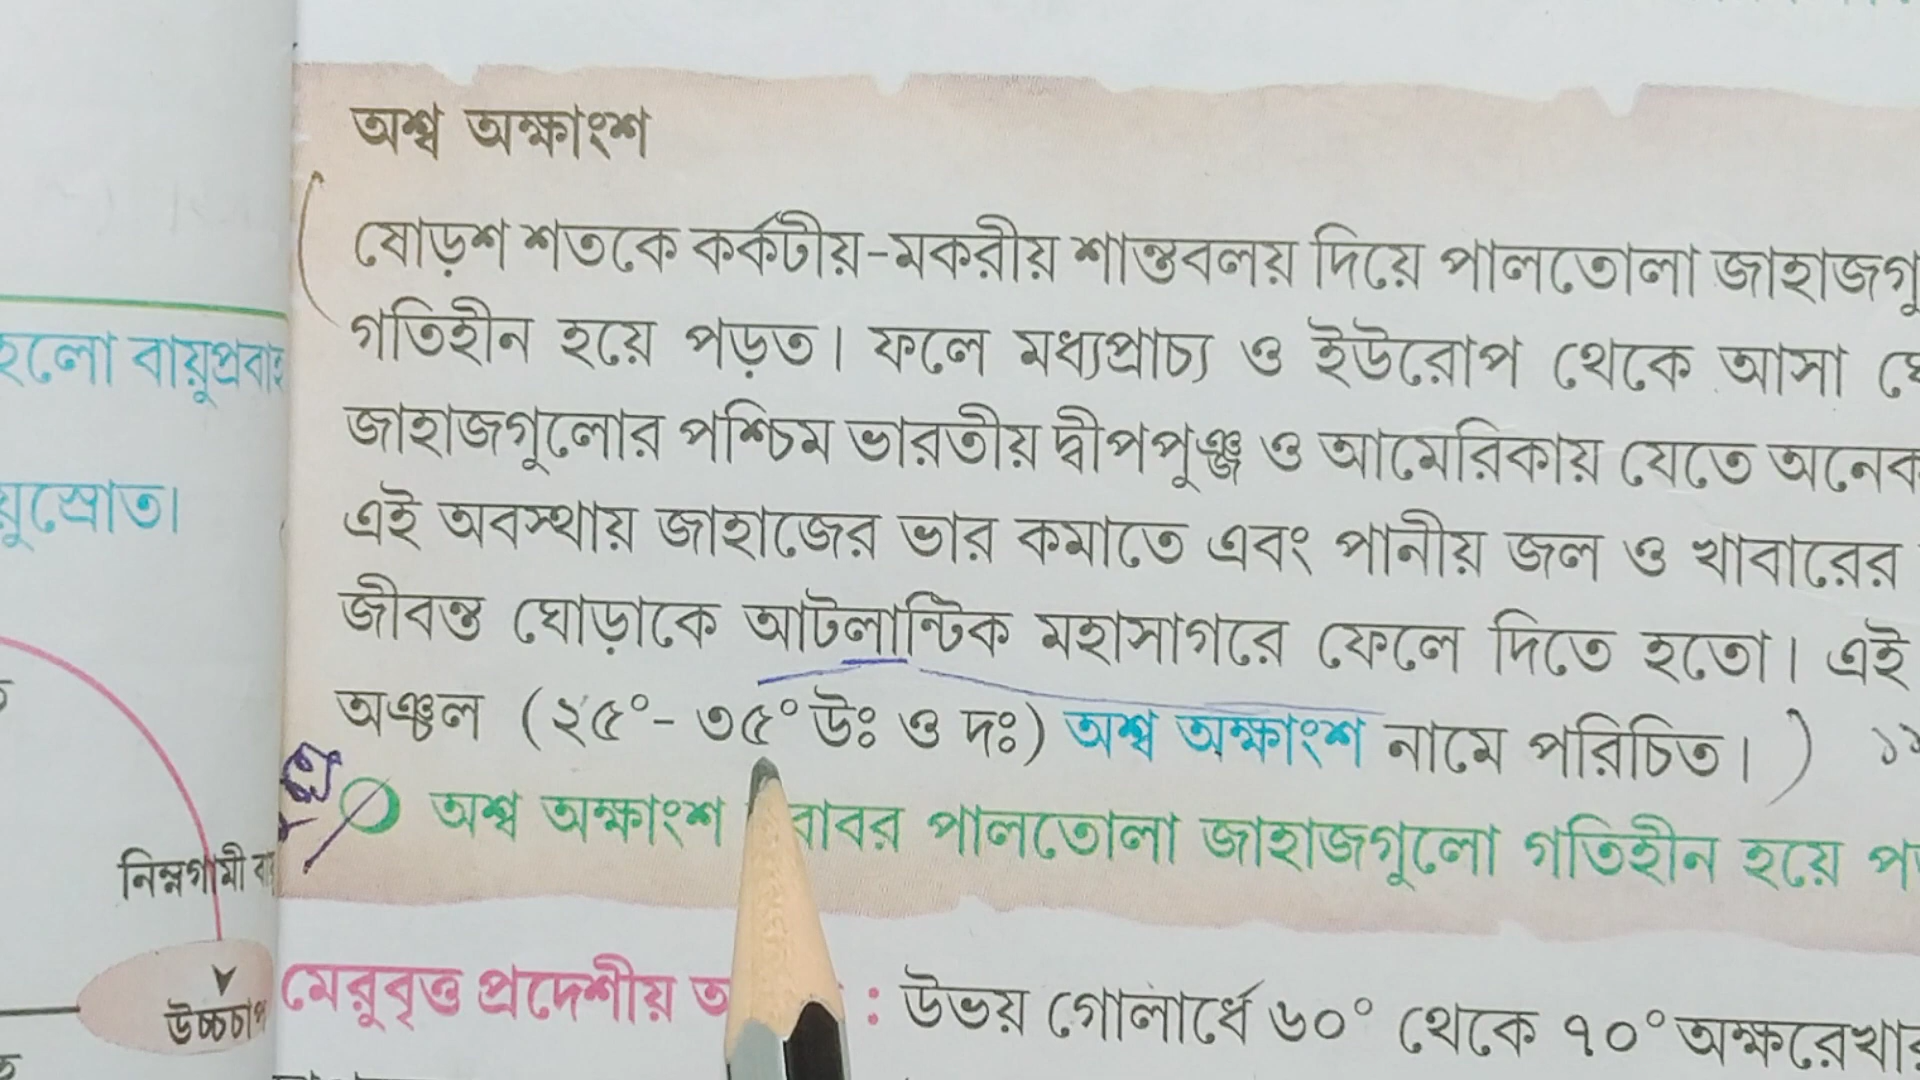 হলো বায়ুপ্রবাহ
য়ুস্রোত।
নিম্নগামী
উচ্চচাপ
অশ্ব অক্ষাংশ
ষোড়শ শতকে কর্কটীয়-মকরীয় শান্তবলয় দিয়ে পালতোলা জাহাজগু
গতিহীন হয়ে পড়ত। ফলে মধ্যপ্রাচ্য ও ইউরোপ থেকে আসা
জাহাজগুলোর পশ্চিম ভারতীয় দ্বীপপুঞ্জ ও আমেরিকায় যেতে অনেক
এই অবস্থায় জাহাজের ভার কমাতে এবং পানীয় জল ও খাবারের
জীবন্ত ঘোড়াকে আটলান্টিক মহাসাগরে ফেলে দিতে হতো। এই
অঞ্চল (২৫°- ৩৫° উঃ ও দঃ) অশ্ব অক্ষাংশ নামে পরিচিত।
অশ্ব অক্ষাংশ বরাবর পালতোলা জাহাজগুলো গতিহীন হয়ে
মেরুবৃত্ত প্রদেশীয় : উভয় গোলার্ধে ৬০° থেকে ৭০° অক্ষরেখার